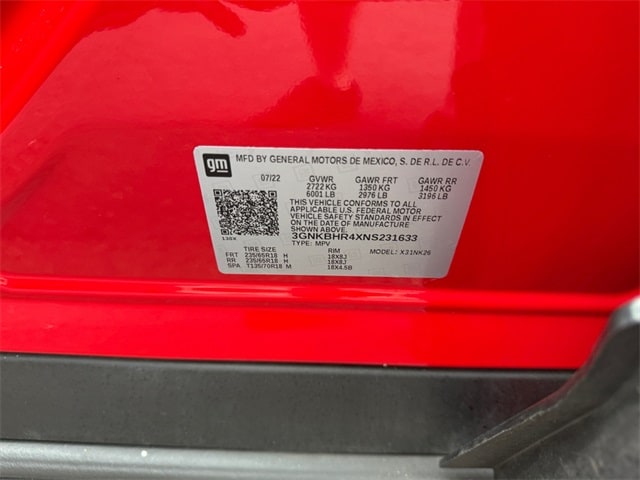 gm MFD BY GENERAL MOTORS DE MEXICO, S. DE R.L. DE C.V.
07/22 GVWR GAWR FRT GAWR RR
2722 KG 1350 KG 1450 KG
6001 LB 2976 LB 3196 LB
THIS VEHICLE CONFORMS TO ALL
APPLICABLE U.S. FEDERAL MOTOR
VEHICLE SAFETY STANDARDS IN EFFECT
ON THE DATE OF MANUFACTURE
SHOWN ABOVE.
3GNKBHR4XNS231633
136X TYPE: MPV MODEL: X31NK26
TIRE SIZE RIM
FRT 235/65R18 H 18X8J
RR 235/65R18 H 18X8J
SPA T135/70R18 M 18X4.5B